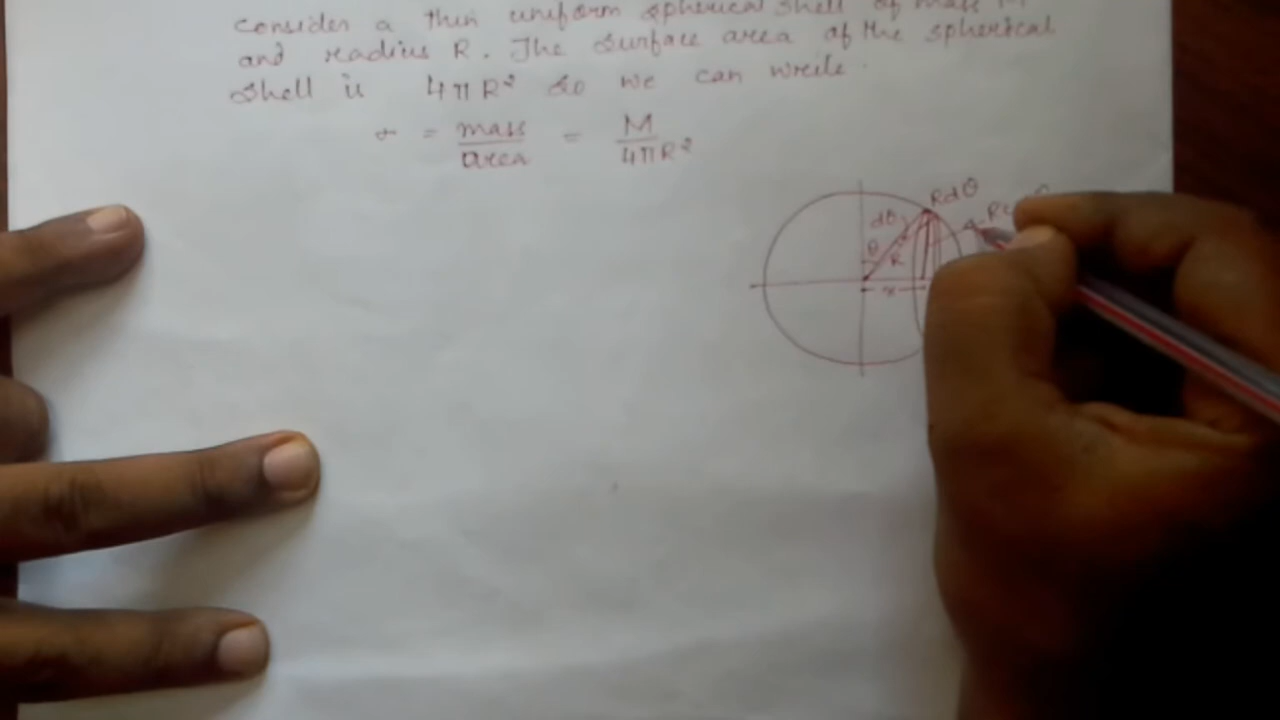 consider a thin uniform spherical shell of mass M
and radius R. The surface area of the spherical
shell is 4πR² so we can write.
σ = mass/area = M/4πR²
Rdθ
dθ
θ
R
x